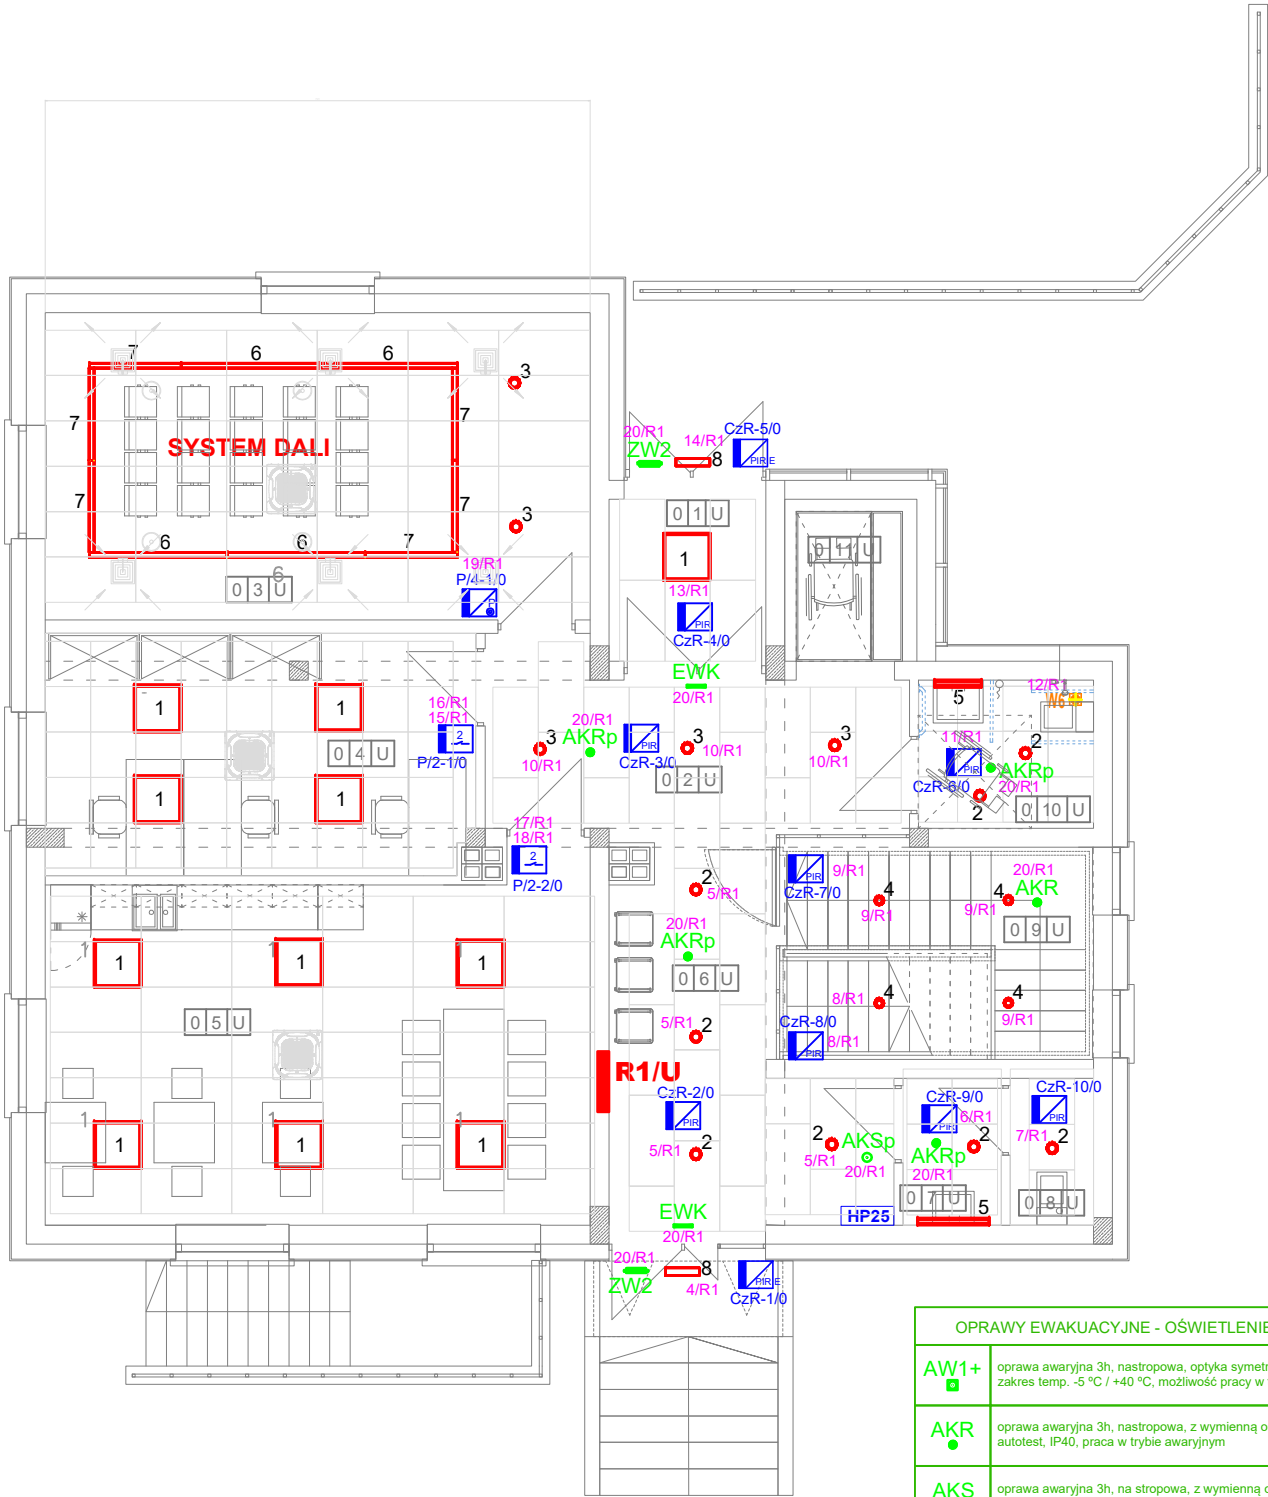 7 6 6 3
7 7
SYSTEM DALI
7 7
3
6 6 7
6
0 3 U
19/R1
P/4-1/0
20/R1
ZW2
14/R1
8
CzR-5/0
PIR E
0 1 U
1
13/R1
PIR
CzR-4/0
EWK
20/R1
0 11 U
1 1
1 1
0 4 U
16/R1
15/R1
2
P/2-1/0
3
10/R1
20/R1
AKRp
PIR
CzR-3/0
3
10/R1
0 2 U
3
10/R1
5
12/R1
W6
11/R1
PIR
CzR-6/0
2
AKRp
20/R1
2
0 10 U
17/R1
18/R1
2
P/2-2/0
2
5/R1
20/R1
AKRp
0 6 U
PIR
CzR-7/0
9/R1
4
9/R1
4
9/R1
20/R1
AKR
0 9 U
1 1 1
1 1 1
0 5 U
5/R1
2
R1/U
CzR-2/0
PIR
5/R1
2
8/R1
4
4
9/R1
CzR-8/0
PIR
8/R1
1 1 1
1 1 1
2
5/R1
AKSp
20/R1
CzR-9/0
PIR
6/R1
2
AKRp
20/R1
CzR-10/0
PIR
7/R1
2
0 7 U
0 8 U
5
HP25
EWK
20/R1
20/R1
ZW2
8
4/R1
PIR E
CzR-1/0
OPRAWY EWAKUACYJNE - OŚWIETLENIE
AW1+
oprawa awaryjna 3h, nastropowa, optyka symetr
zakres temp. -5 ºC / +40 ºC, możliwość pracy w
AKR
oprawa awaryjna 3h, nastropowa, z wymienną o
autotest, IP40, praca w trybie awaryjnym
AKS
oprawa awaryjna 3h, na stropowa, z wymienną o